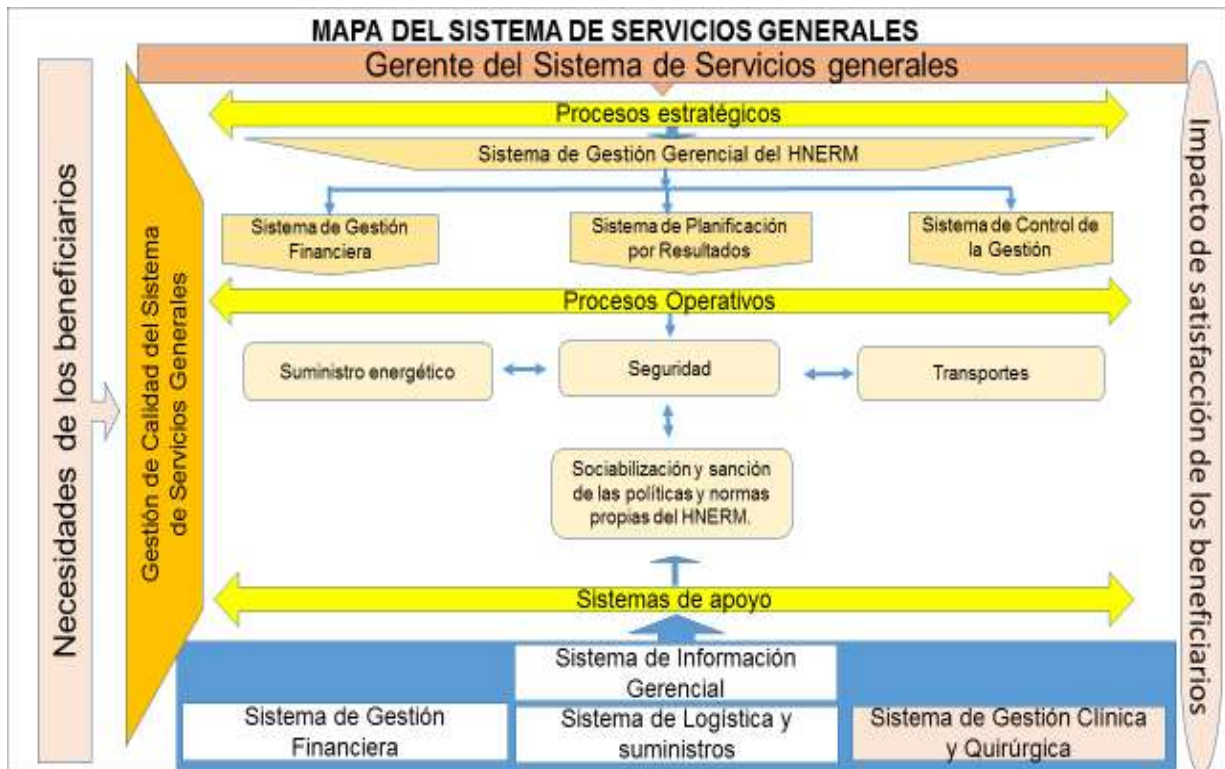 MAPA DEL SISTEMA DE SERVICIOS GENERALES
Gerente del Sistema de Servicios generales
Necesidades de los beneficiarios
Gestión de Calidad del Sistema
de Servicios Generales
Procesos estratégicos
Sistema de Gestión Gerencial del HNERM
Sistema de Gestión
Financiera
Sistema de Planificación
por Resultados
Sistema de Control de
la Gestión
Procesos Operativos
Suministro energético
Seguridad
Transportes
Sociabilización y sanción
de las políticas y normas
propias del HNERM.
Sistemas de apoyo
Sistema de Información
Gerencial
Sistema de Gestión
Financiera
Sistema de Logística y
suministros
Sistema de Gestión Clínica
y Quirúrgica
Impacto de satisfacción de los beneficiarios